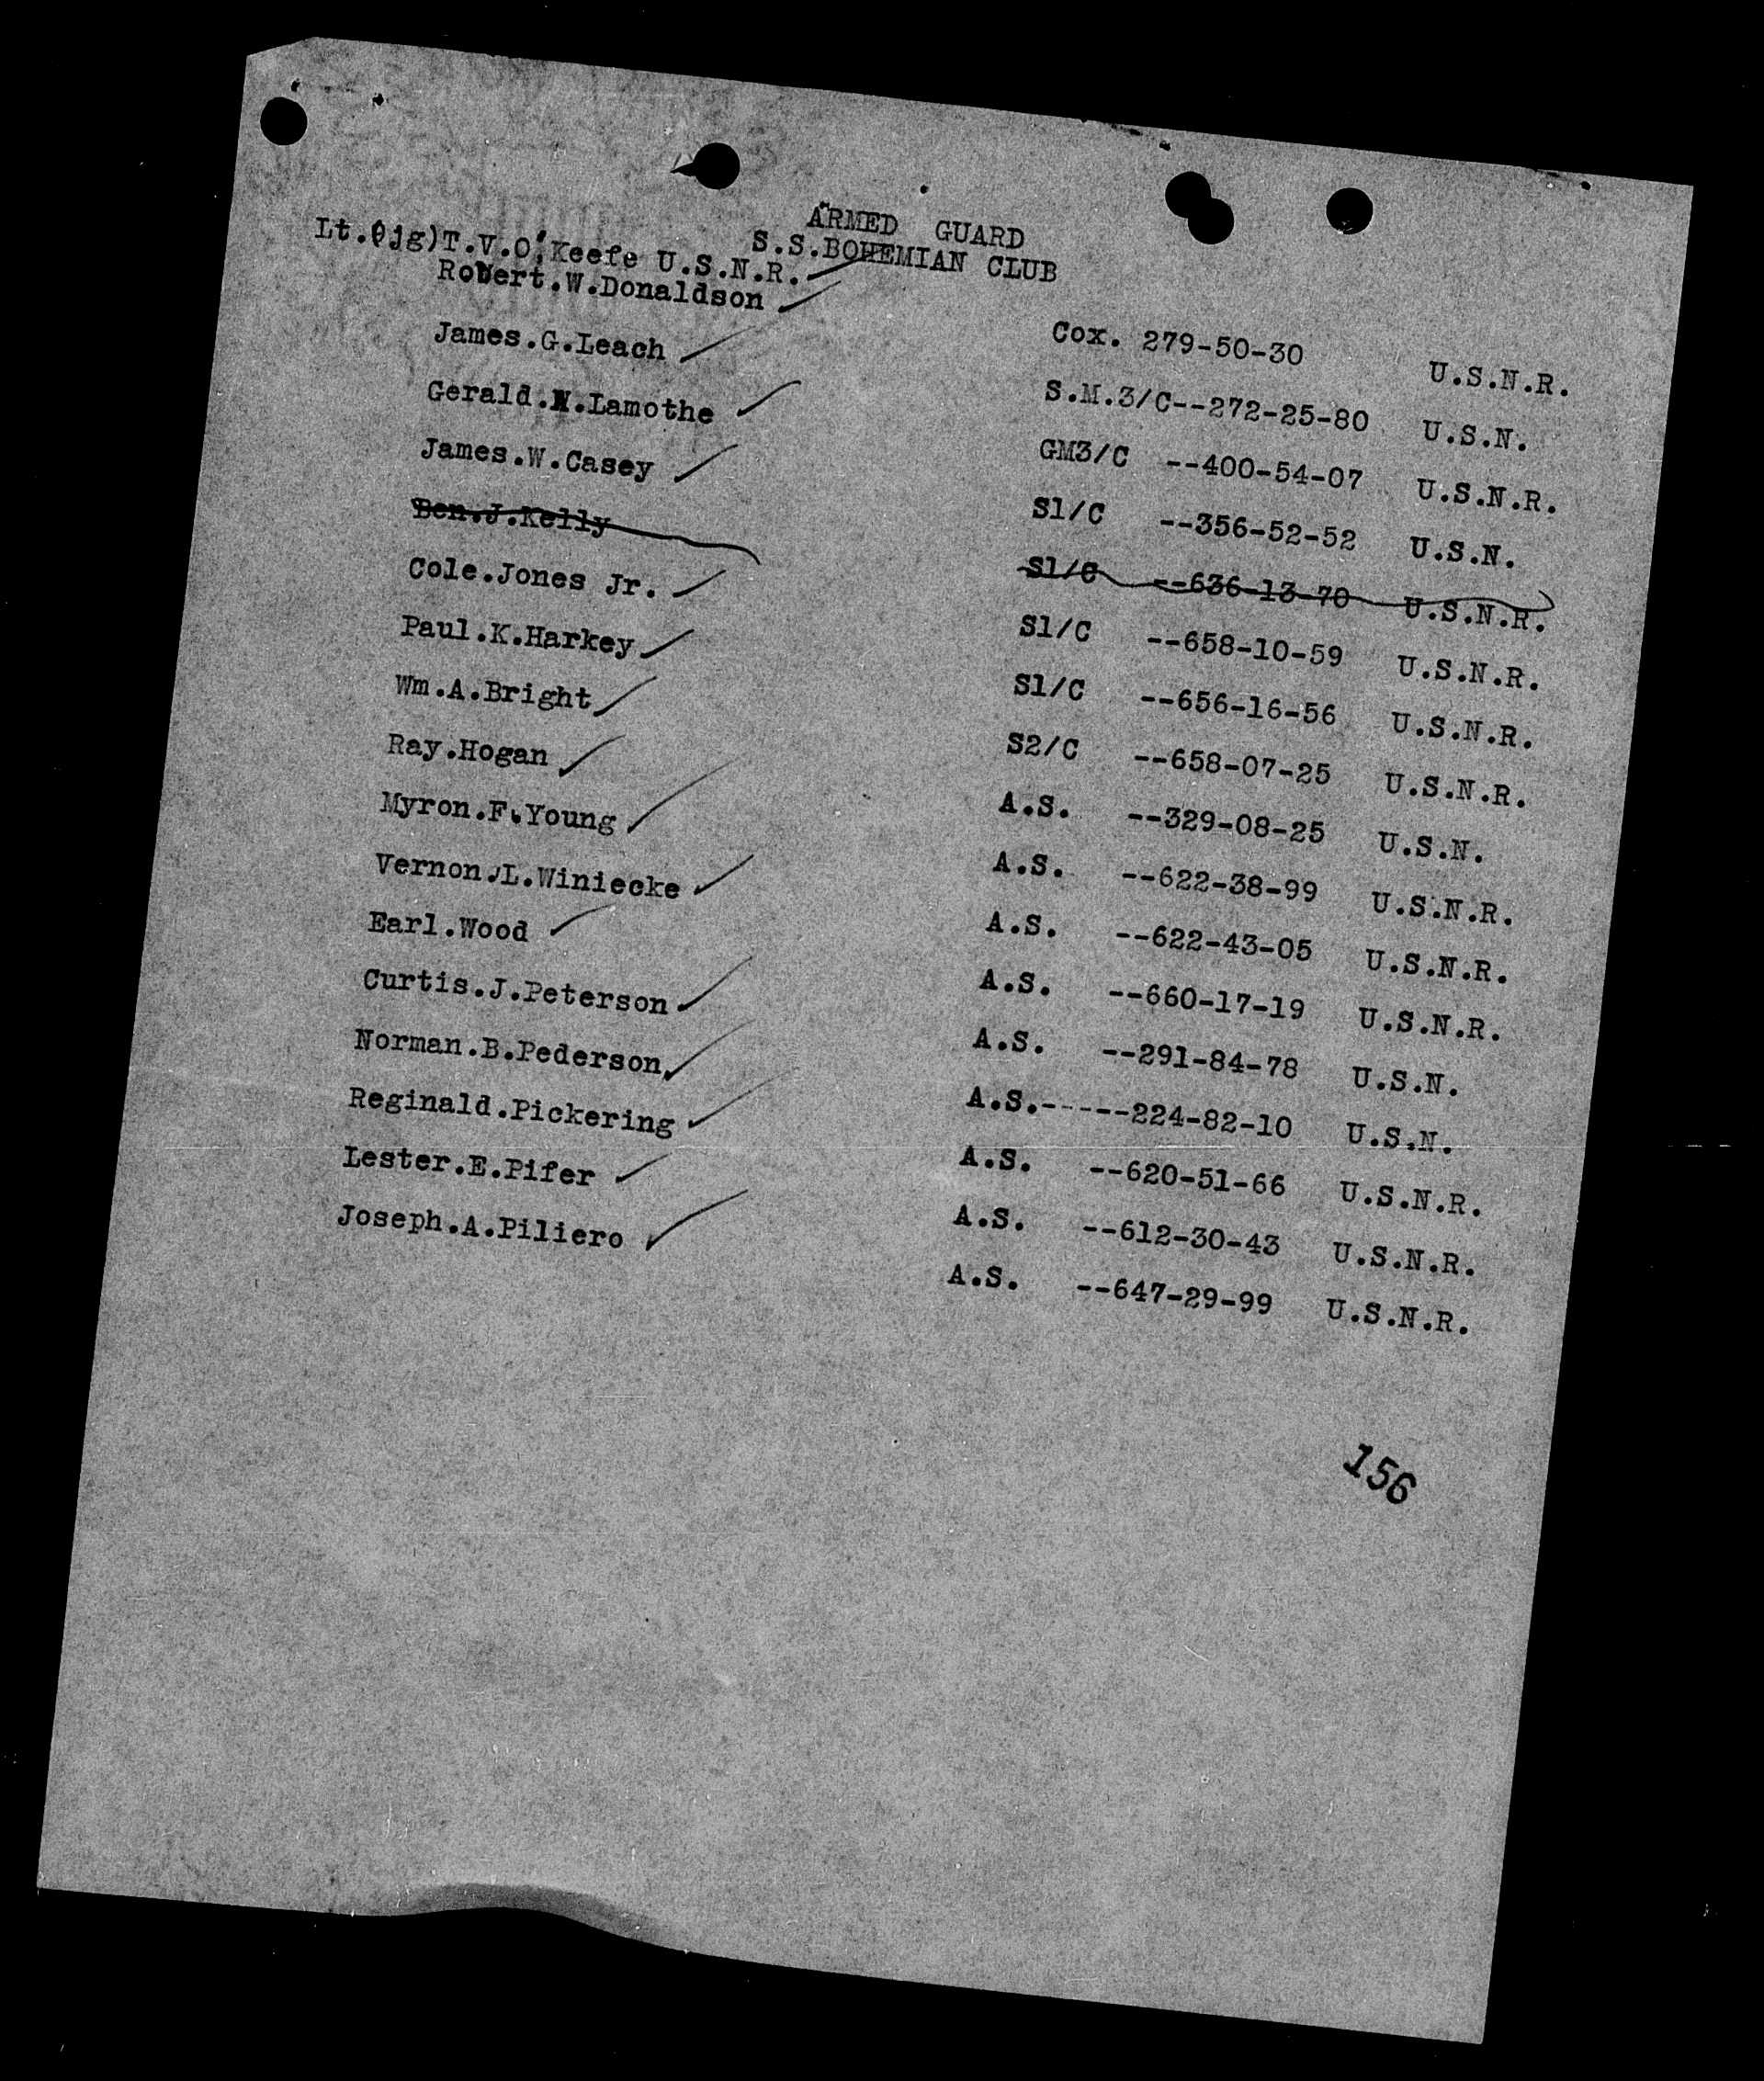 ARMED GUARD
S.S.BOHEMIAN CLUB
Lt.(jg)T.V.O'Keefe U.S.N.R.
Robert.W.Donaldson Cox. 279-50-30 U.S.N.R.
James.G.Leach S.M.3/C--272-25-80 U.S.N.
Gerald.N.Lamothe GM3/C --400-54-07 U.S.N.R.
James.W.Casey S1/C --356-52-52 U.S.N.
Ben.J.Kelly S1/C --636-13-70 U.S.N.R.
Cole.Jones Jr. S1/C --658-10-59 U.S.N.R.
Paul.K.Harkey S1/C --656-16-56 U.S.N.R.
Wm.A.Bright S2/C --658-07-25 U.S.N.R.
Ray.Hogan A.S. --329-08-25 U.S.N.
Myron.F.Young A.S. --622-38-99 U.S.N.R.
Vernon.L.Winiecke A.S. --622-43-05 U.S.N.R.
Earl.Wood A.S. --660-17-19 U.S.N.R.
Curtis.J.Peterson A.S. --291-84-78 U.S.N.
Norman.B.Pederson A.S.-----224-82-10 U.S.N.
Reginald.Pickering A.S. --620-51-66 U.S.N.R.
Lester.E.Pifer A.S. --612-30-43 U.S.N.R.
Joseph.A.Piliero A.S. --647-29-99 U.S.N.R.
156